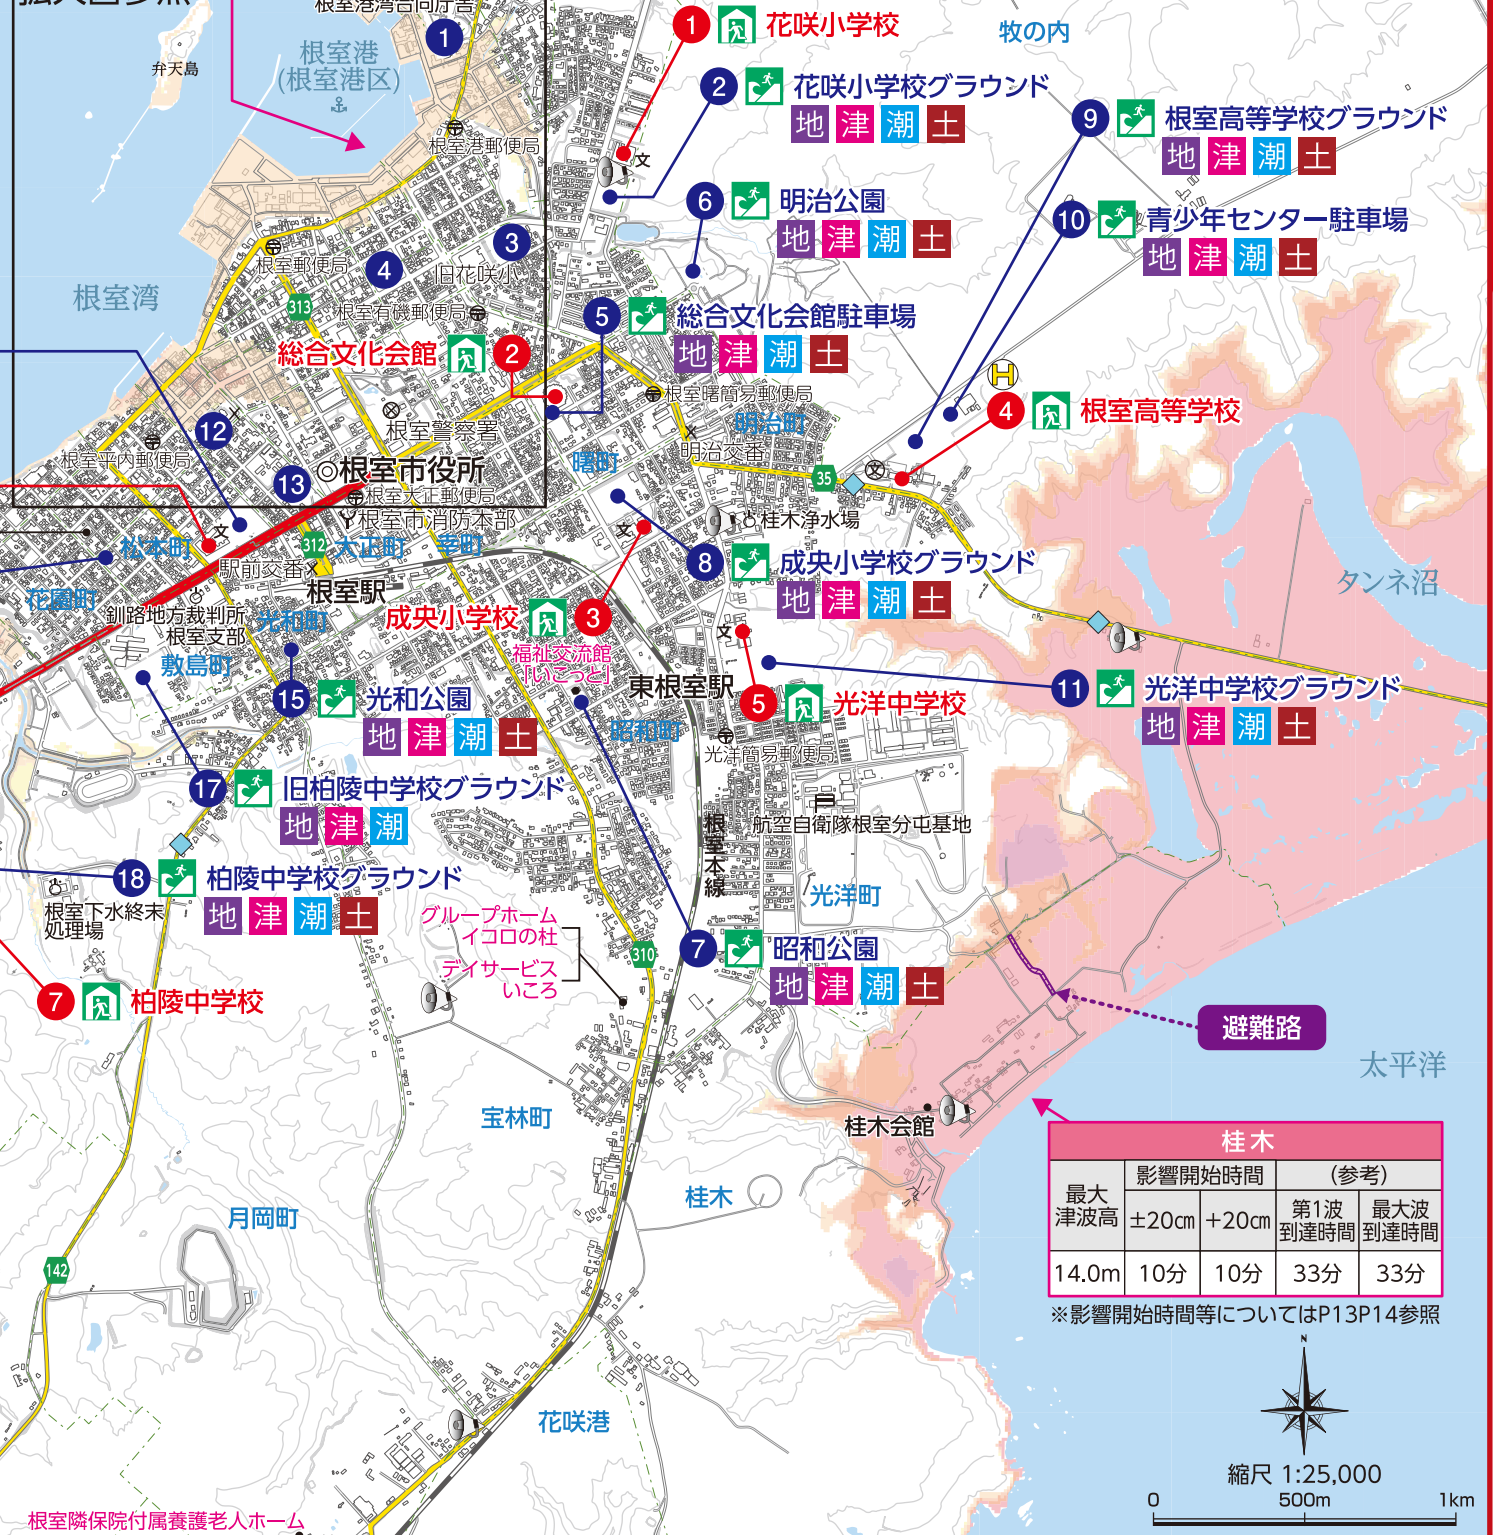 拡大図参照
根室港湾合同庁舎
1
根室港
(根室港区)
弁天島
根室港郵便局
1 花咲小学校
牧の内
2 花咲小学校グラウンド
地 津 潮 土
9 根室高等学校グラウンド
地 津 潮 土
文
6 明治公園
地 津 潮 土
10 青少年センター駐車場
地 津 潮 土
3
旧花咲小
4
根室郵便局
根室湾
313
根室有磯郵便局
5 総合文化会館駐車場
地 津 潮 土
総合文化会館 2
根室曙簡易郵便局
H
4 根室高等学校
12
根室警察署
明治町
明治交番
根室平内郵便局
◎根室市役所
曙町
35
文
13
根室大正郵便局
根室市消防本部
桂木浄水場
文
文
松本町
312
大正町
幸町
駅前交番
根室駅
8 成央小学校グラウンド
地 津 潮 土
タンネ沼
花園町
釧路地方裁判所
根室支部
光和町
成央小学校 3
文
敷島町
福祉交流館
「いこっと」
東根室駅
15 光和公園
地 津 潮 土
5 光洋中学校
11 光洋中学校グラウンド
地 津 潮 土
昭和町
光洋簡易郵便局
17 旧柏陵中学校グラウンド
地 津 潮
根室本線
航空自衛隊根室分屯基地
18 柏陵中学校グラウンド
地 津 潮 土
根室下水終末
処理場
光洋町
グループホーム
イコロの杜
デイサービス
いころ
310
7 昭和公園
地 津 潮 土
7 柏陵中学校
避難路
太平洋
宝林町
桂木会館
桂木
月岡町
142
桂木
最大
津波高
影響開始時間
(参考)
±20cm
+20cm
第1波
到達時間
最大波
到達時間
14.0m 10分 10分 33分 33分
※影響開始時間等についてはP13P14参照
N
花咲港
縮尺 1:25,000
0 500m 1km
根室隣保院付属養護老人ホーム